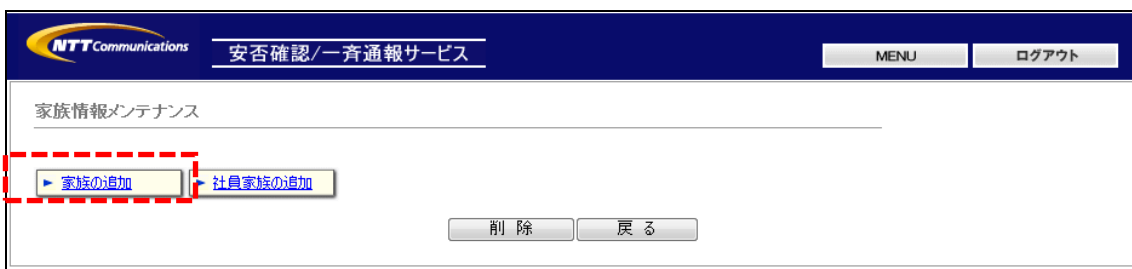 NTT Communications 安否確認/一斉通報サービス MENU ログアウト
家族情報メンテナンス
家族の追加 社員家族の追加
削 除 戻 る